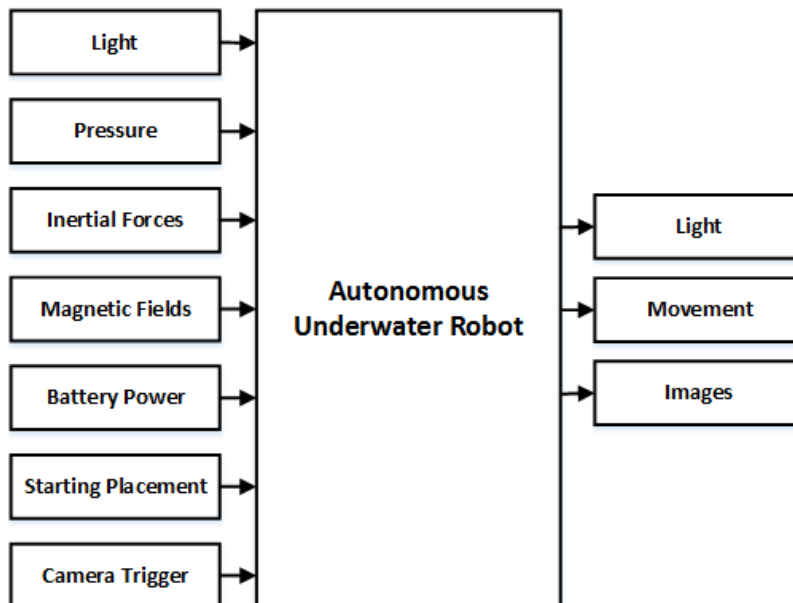 Light
Pressure
Inertial Forces
Magnetic Fields
Battery Power
Starting Placement
Camera Trigger
Autonomous
Underwater Robot
Light
Movement
Images